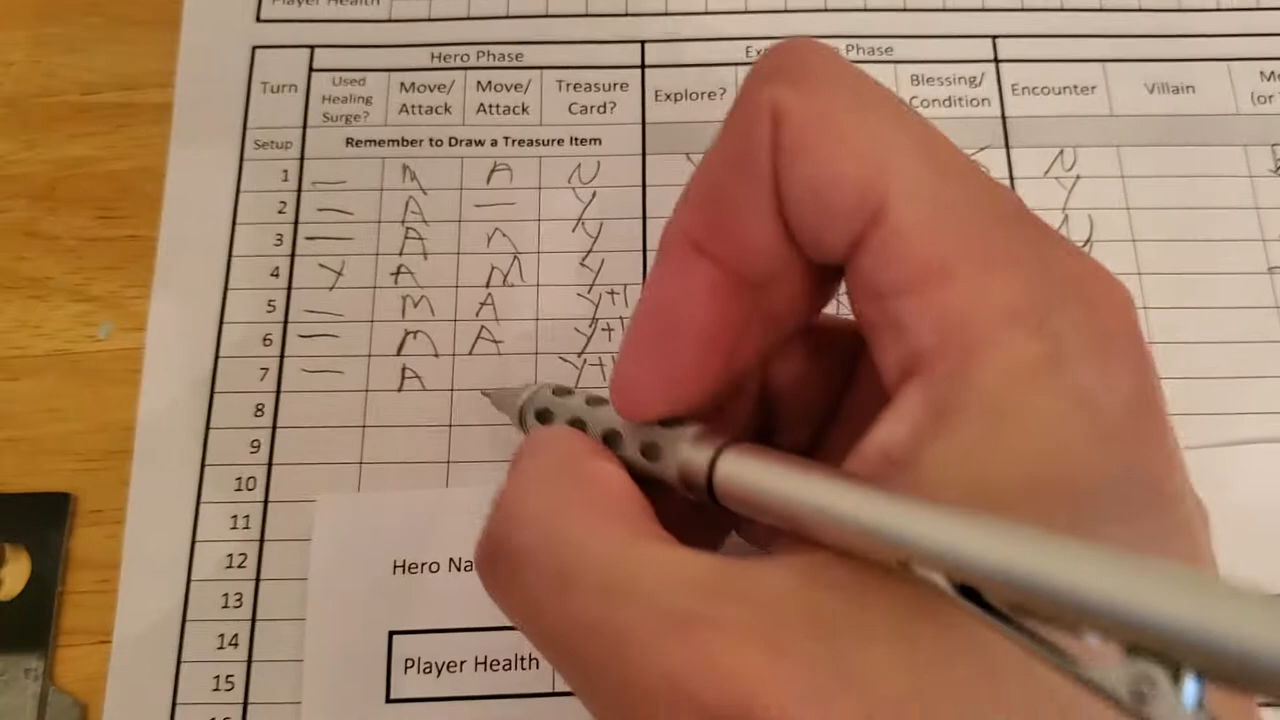 Player Health
Hero Phase Phase
Turn Used Healing Surge? Move/ Attack Move/ Attack Treasure Card? Explore? Blessing/ Condition Encounter Villain
Setup Remember to Draw a Treasure Item
1 — M A N N
2 — A — Y Y
3 — A M Y N
4 Y A M Y
5 — M A Y+1
6 — M A Y+1
7 — A Y+1
8
9
10
11
12
13
14
15
Hero Na
Player Health